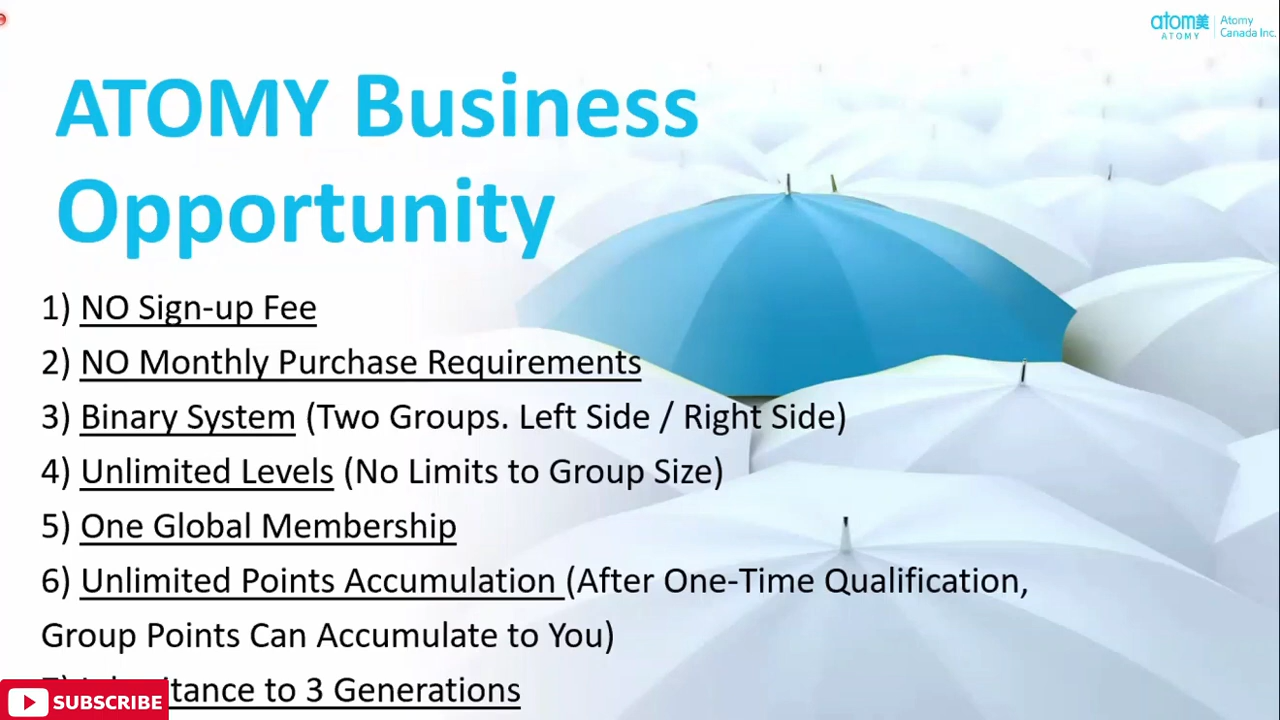 atom美 ATOMY
Atomy
Canada Inc.
ATOMY Business
Opportunity
1) NO Sign-up Fee
2) NO Monthly Purchase Requirements
3) Binary System (Two Groups. Left Side / Right Side)
4) Unlimited Levels (No Limits to Group Size)
5) One Global Membership
6) Unlimited Points Accumulation (After One-Time Qualification,
Group Points Can Accumulate to You)
to 3 Generations
SUBSCRIBE